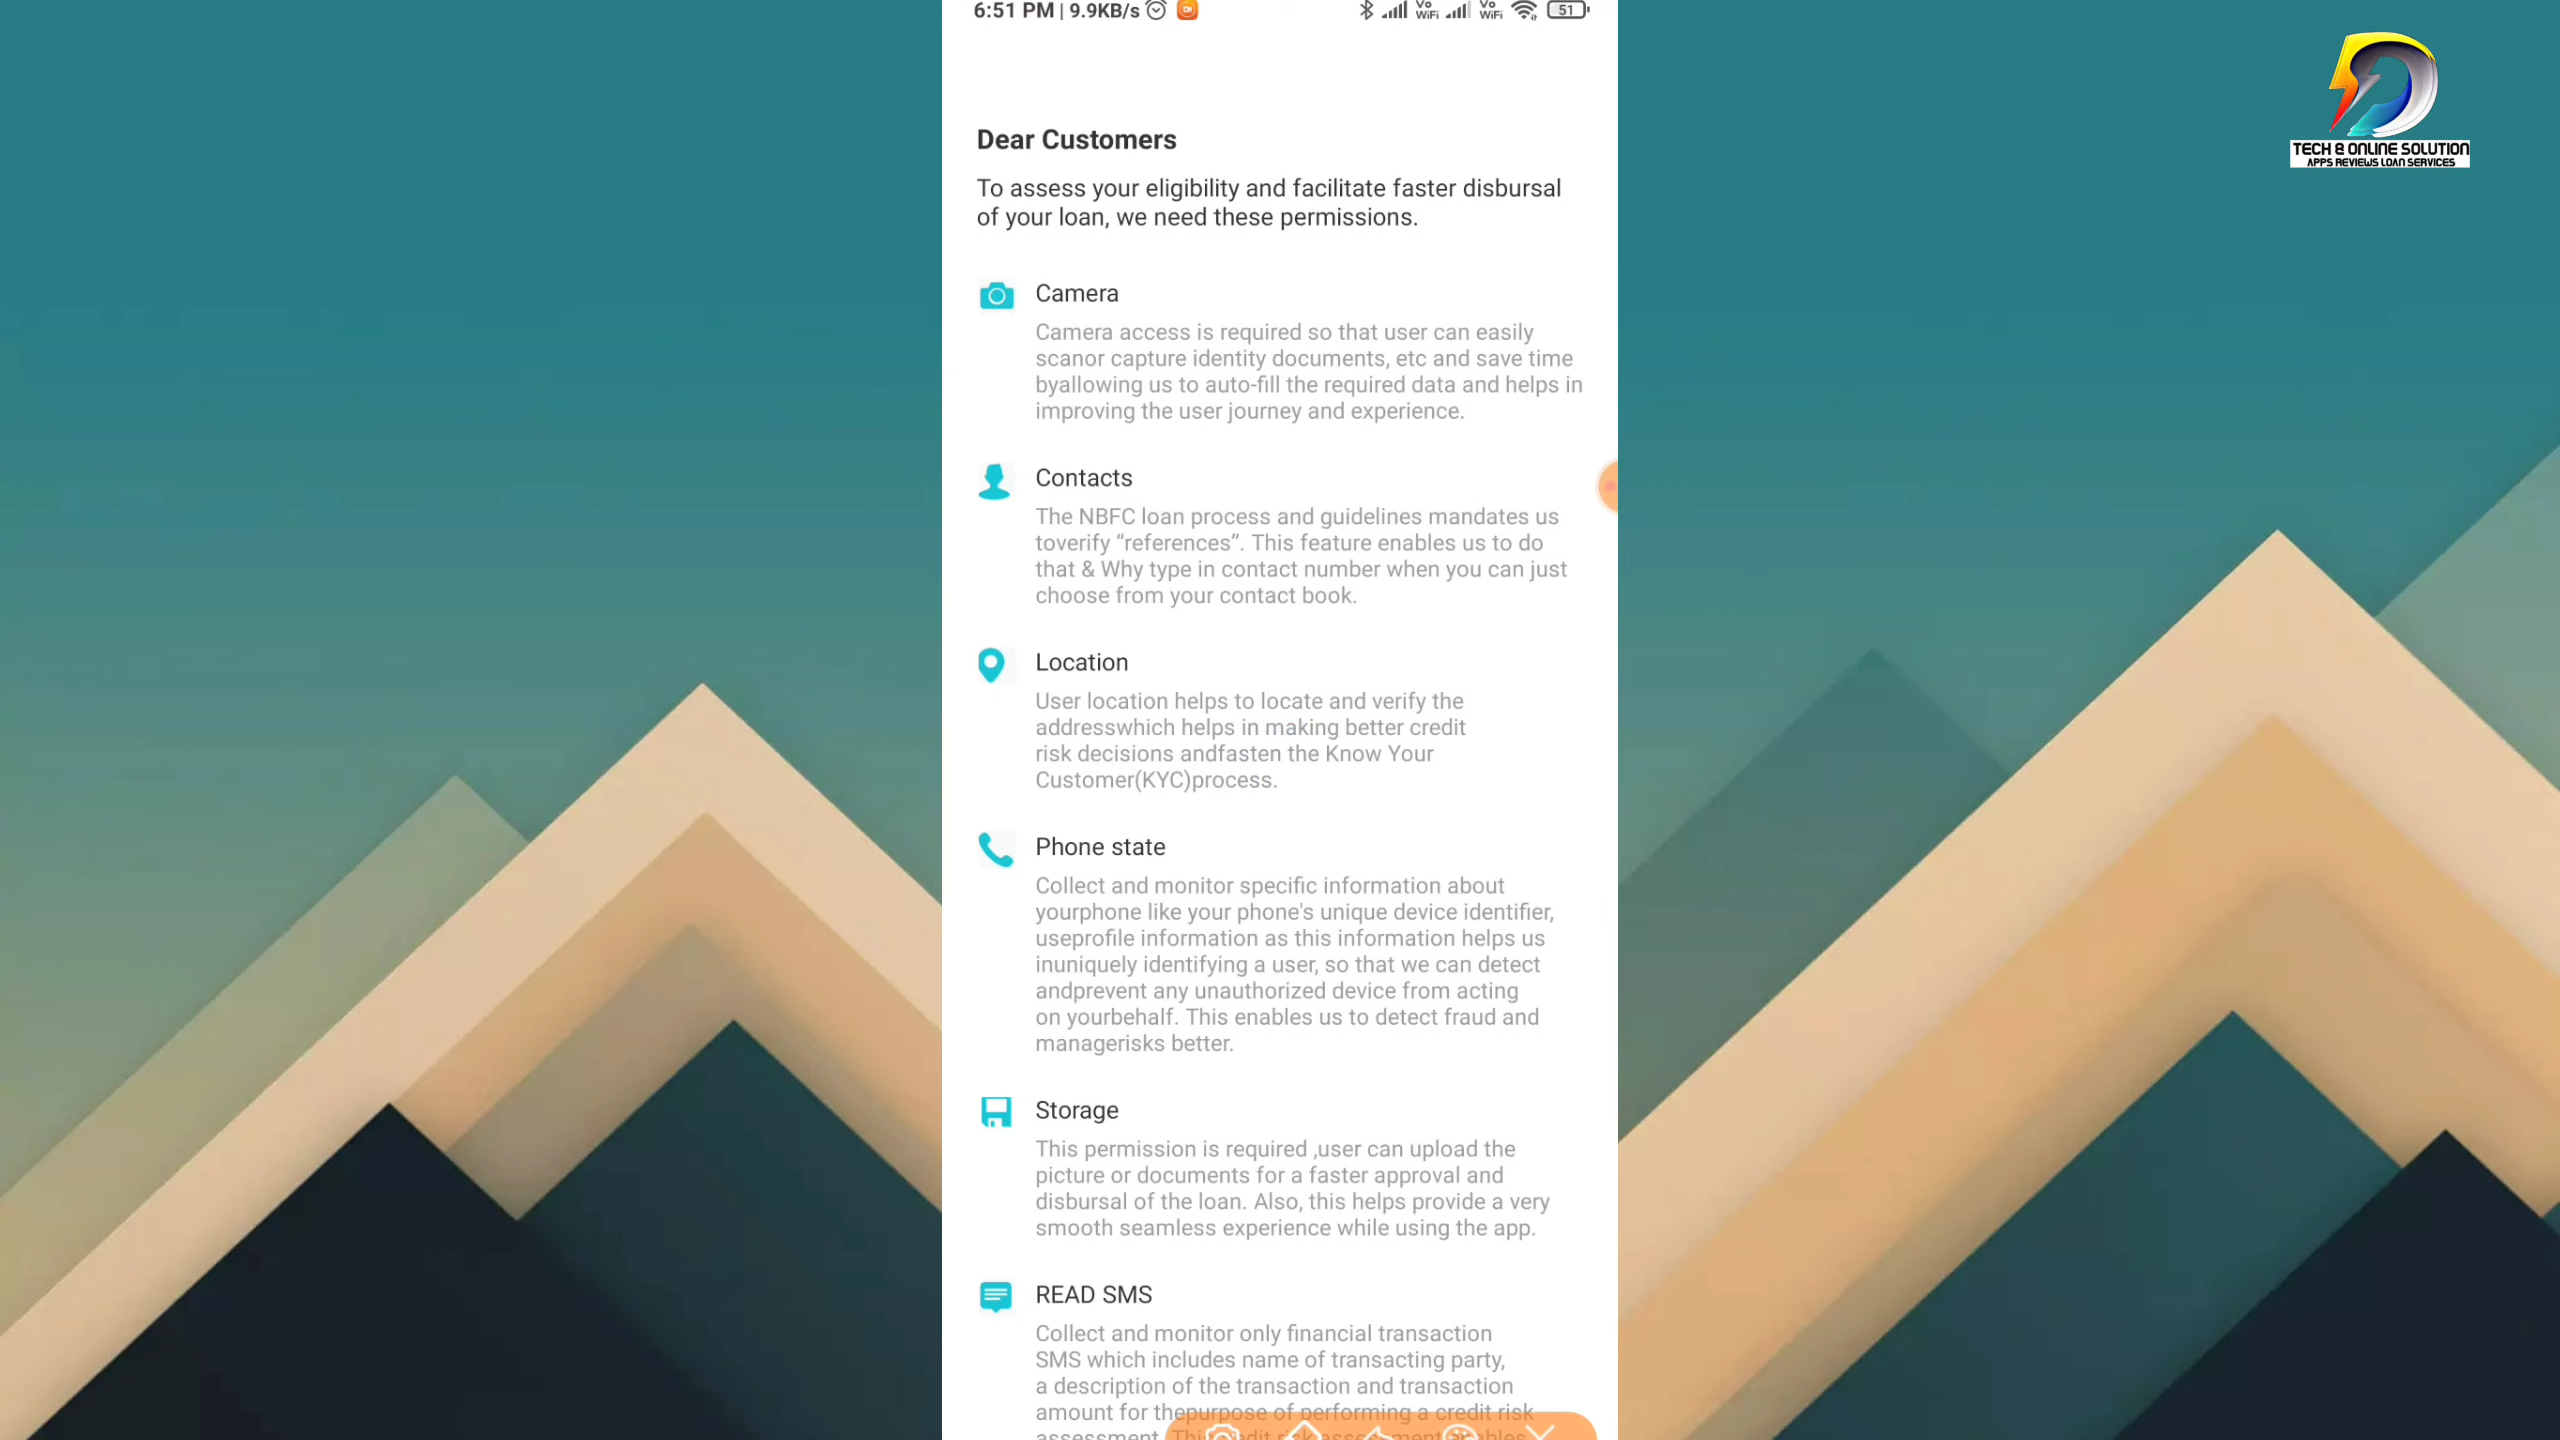 6:51 PM | 9.9KB/s
Vo WiFi Vo WiFi 51
TECH & ONLINE SOLUTION
APPS REVIEWS LOAN SERVICES
Dear Customers
To assess your eligibility and facilitate faster disbursal
of your loan, we need these permissions.
Camera
Camera access is required so that user can easily
scanor capture identity documents, etc and save time
byallowing us to auto-fill the required data and helps in
improving the user journey and experience.
Contacts
The NBFC loan process and guidelines mandates us
toverify “references”. This feature enables us to do
that & Why type in contact number when you can just
choose from your contact book.
Location
User location helps to locate and verify the
addresswhich helps in making better credit
risk decisions andfasten the Know Your
Customer(KYC)process.
Phone state
Collect and monitor specific information about
yourphone like your phone's unique device identifier,
useprofile information as this information helps us
inuniquely identifying a user, so that we can detect
andprevent any unauthorized device from acting
on yourbehalf. This enables us to detect fraud and
managerisks better.
Storage
This permission is required ,user can upload the
picture or documents for a faster approval and
disbursal of the loan. Also, this helps provide a very
smooth seamless experience while using the app.
READ SMS
Collect and monitor only financial transaction
SMS which includes name of transacting party,
a description of the transaction and transaction
amount for thepurpose of performing a credit risk
assessment.